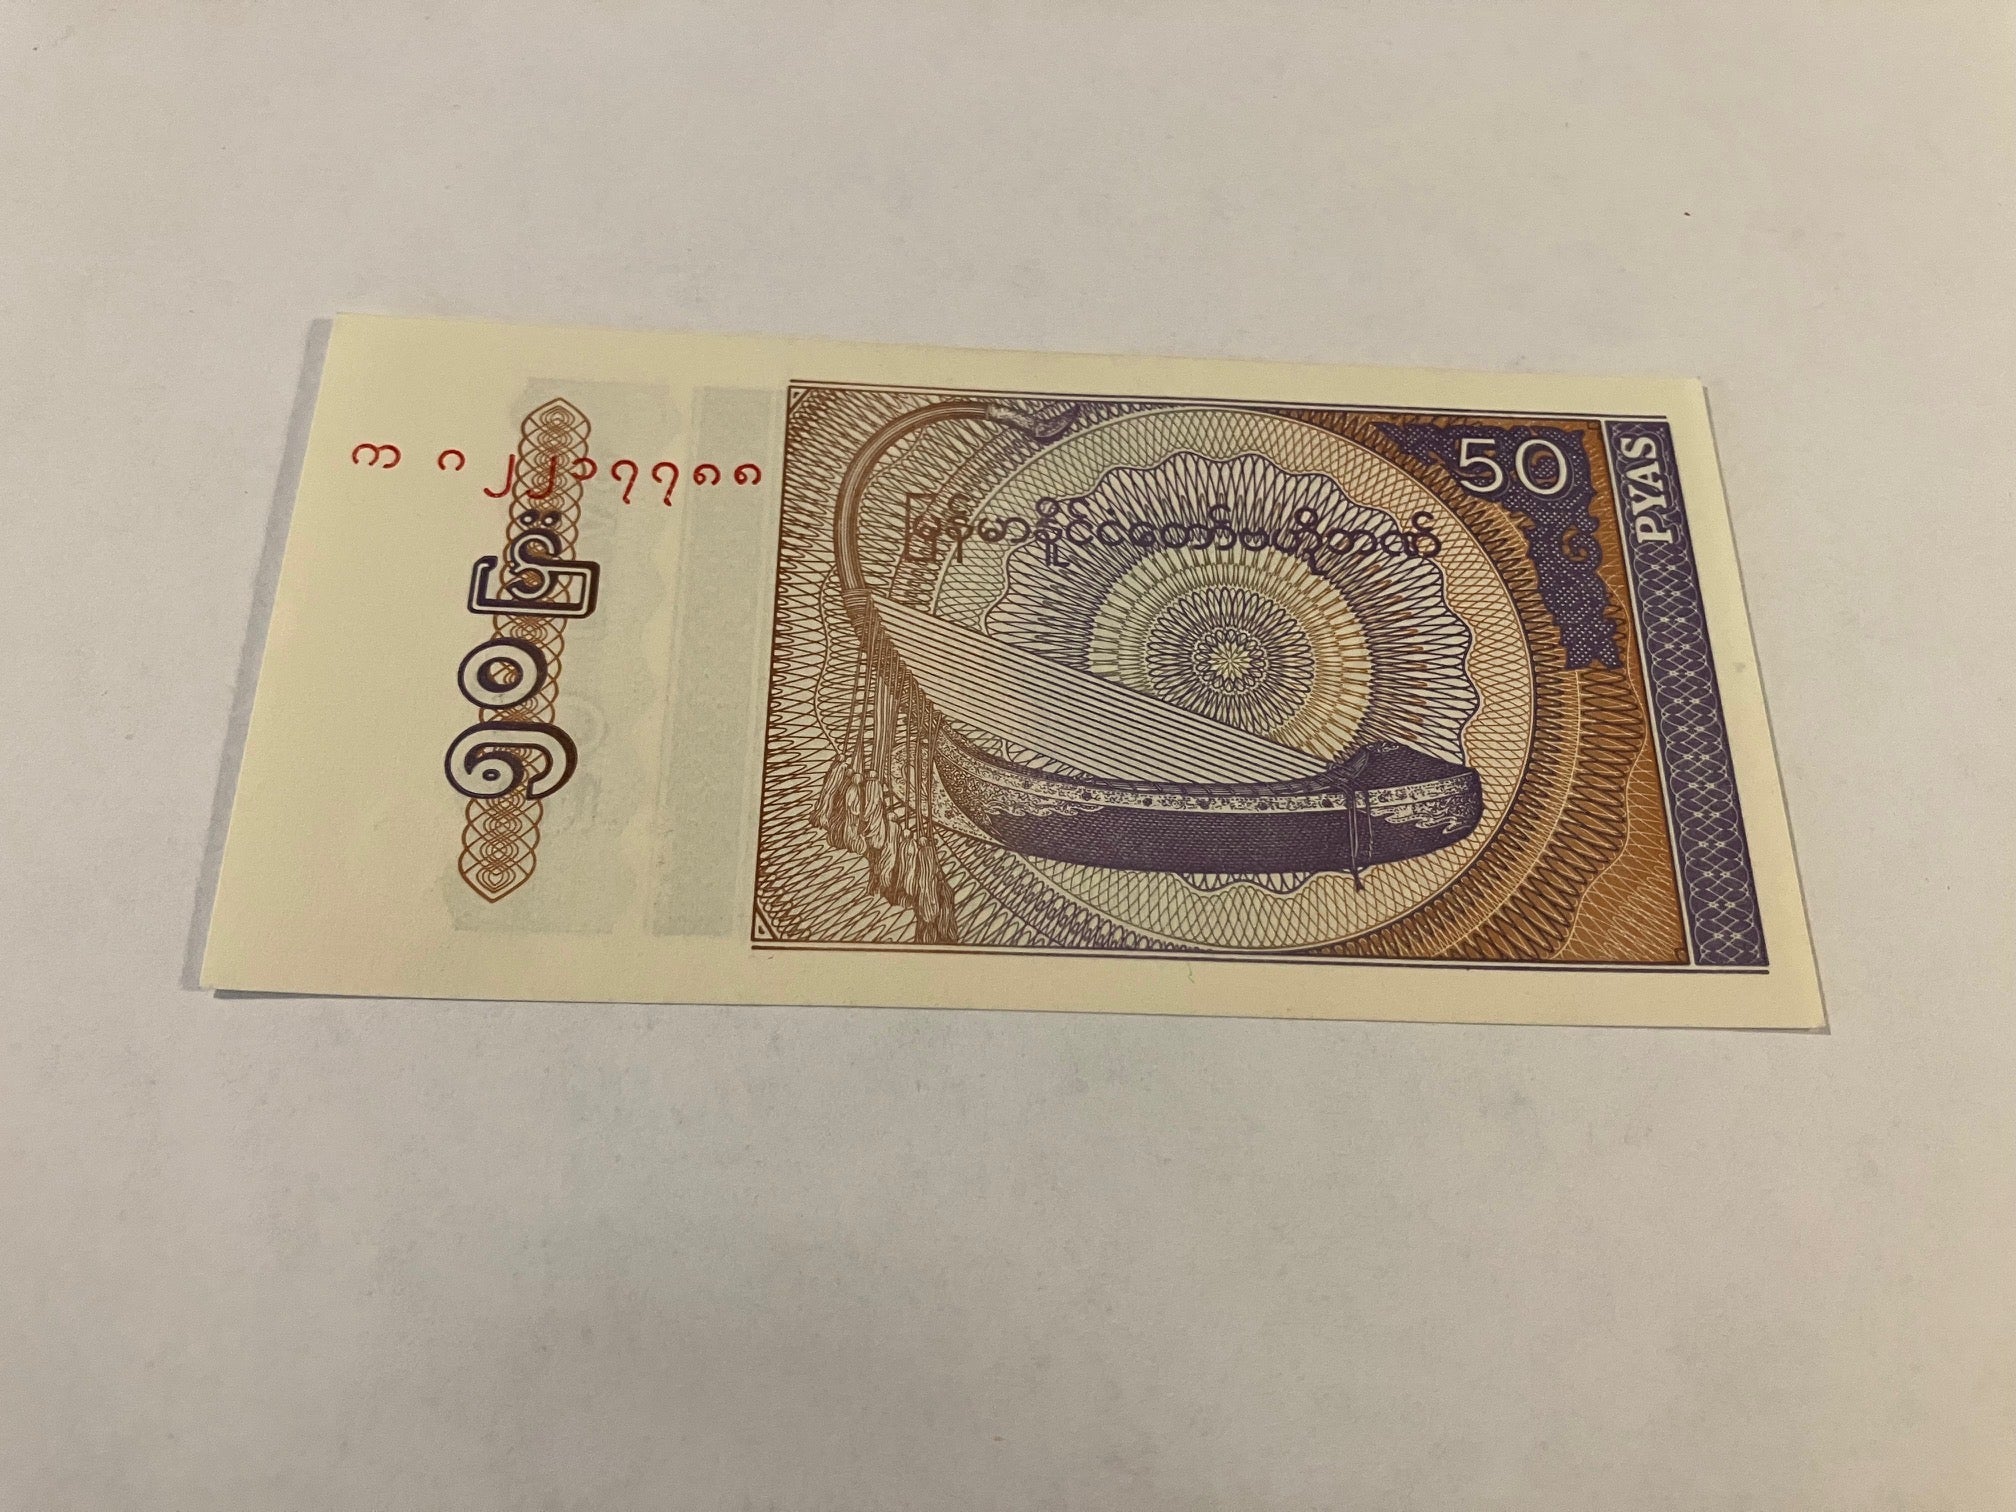 က ဂ ၂၂၁၇၇၈၈
၅၀ ပြား
မြန်မာနိုင်ငံတော်ဗဟိုဘဏ်
50
PYAS